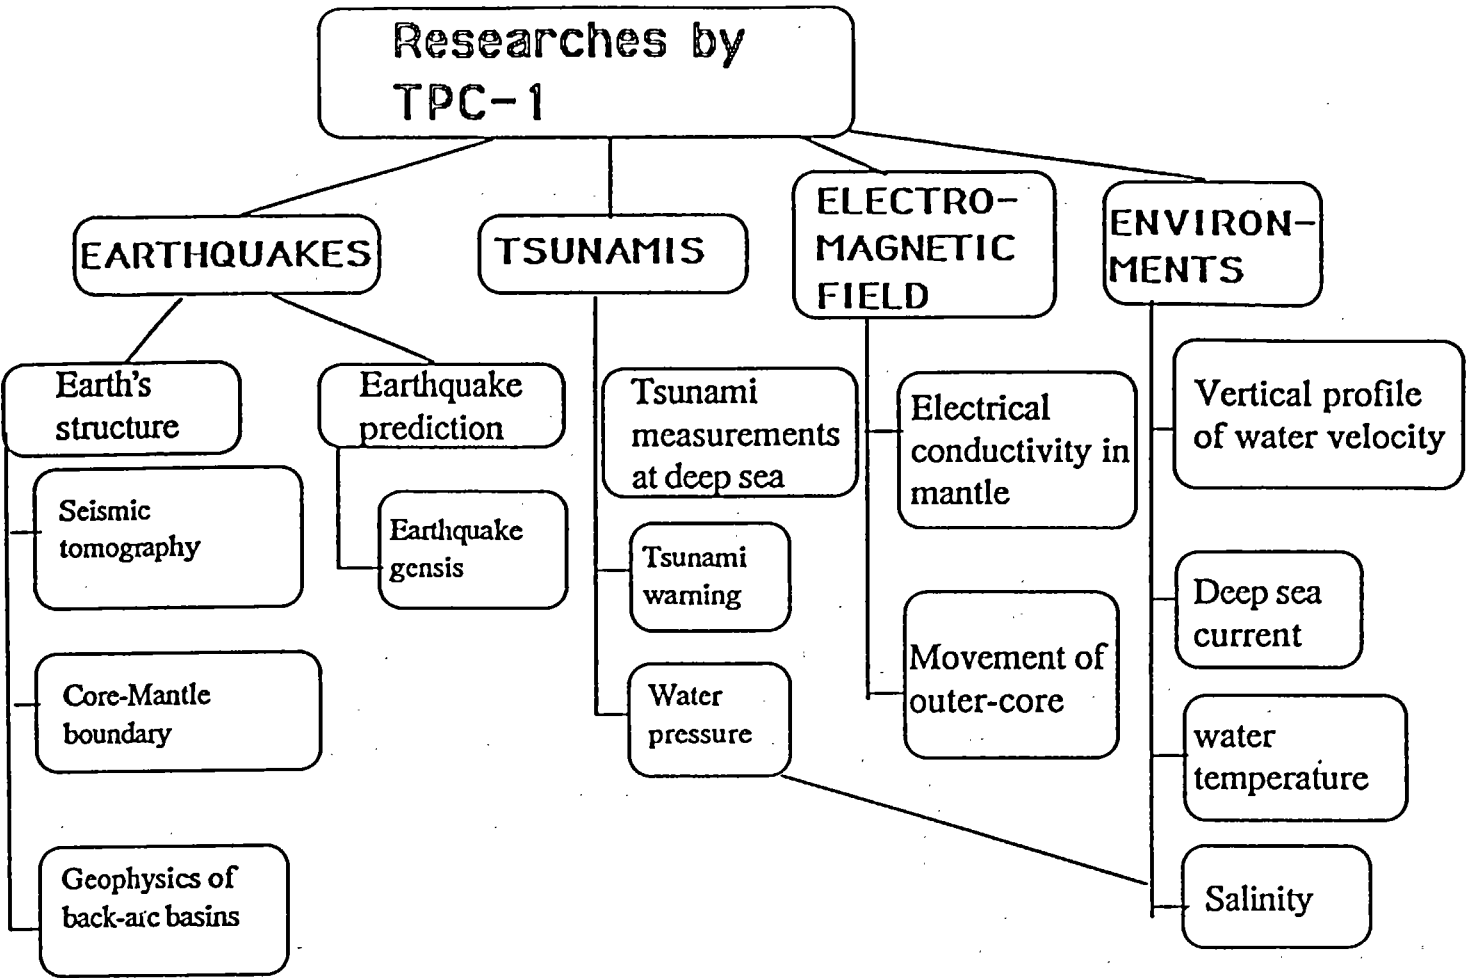 Researches by
TPC-1
EARTHQUAKES
TSUNAMIS
ELECTRO-
MAGNETIC
FIELD
ENVIRON-
MENTS
Earth's
structure
Earthquake
prediction
Tsunami
measurements
at deep sea
Electrical
conductivity in
mantle
Vertical profile
of water velocity
Seismic
tomography
Earthquake
gensis
Tsunami
warning
Deep sea
current
Core-Mantle
boundary
Water
pressure
Movement of
outer-core
water
temperature
Geophysics of
back-arc basins
Salinity